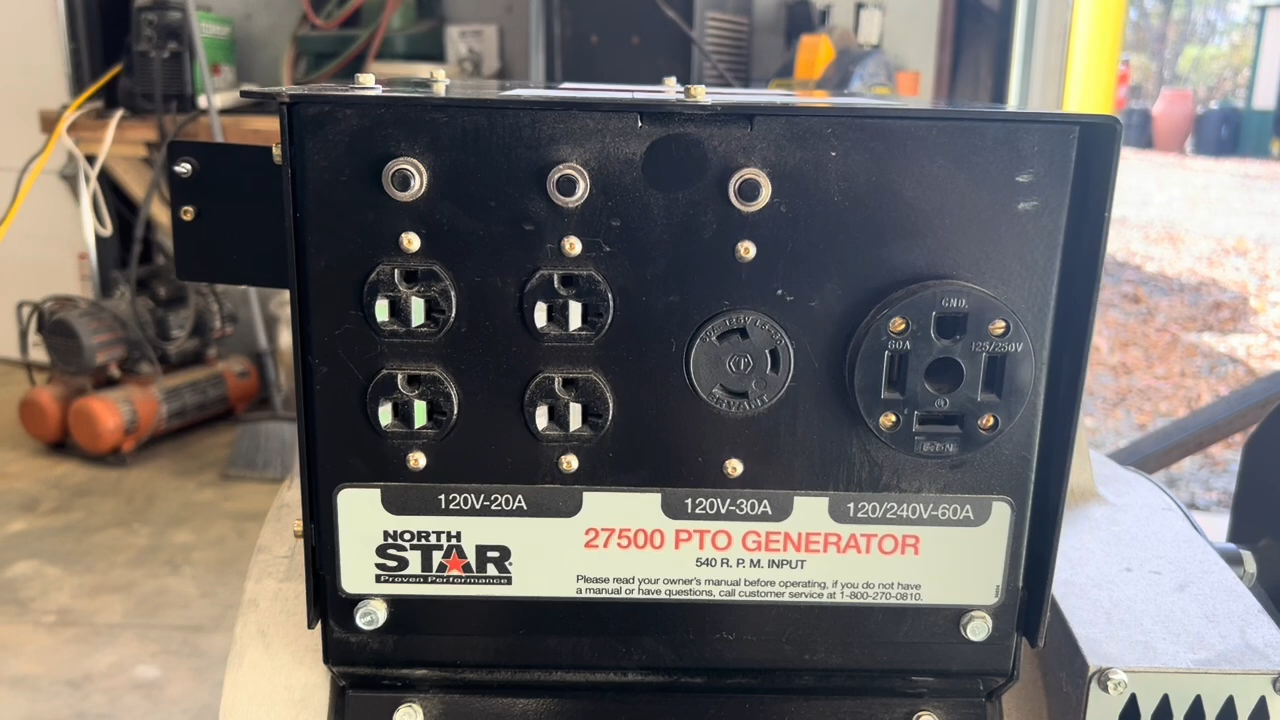 GND.
60A
125/250V
BRYANT
120V-20A
120V-30A
120/240V-60A
NORTH
STAR
Proven Performance
27500 PTO GENERATOR
540 R. P. M. INPUT
Please read your owner's manual before operating, if you do not have
a manual or have questions, call customer service at 1-800-270-0810.